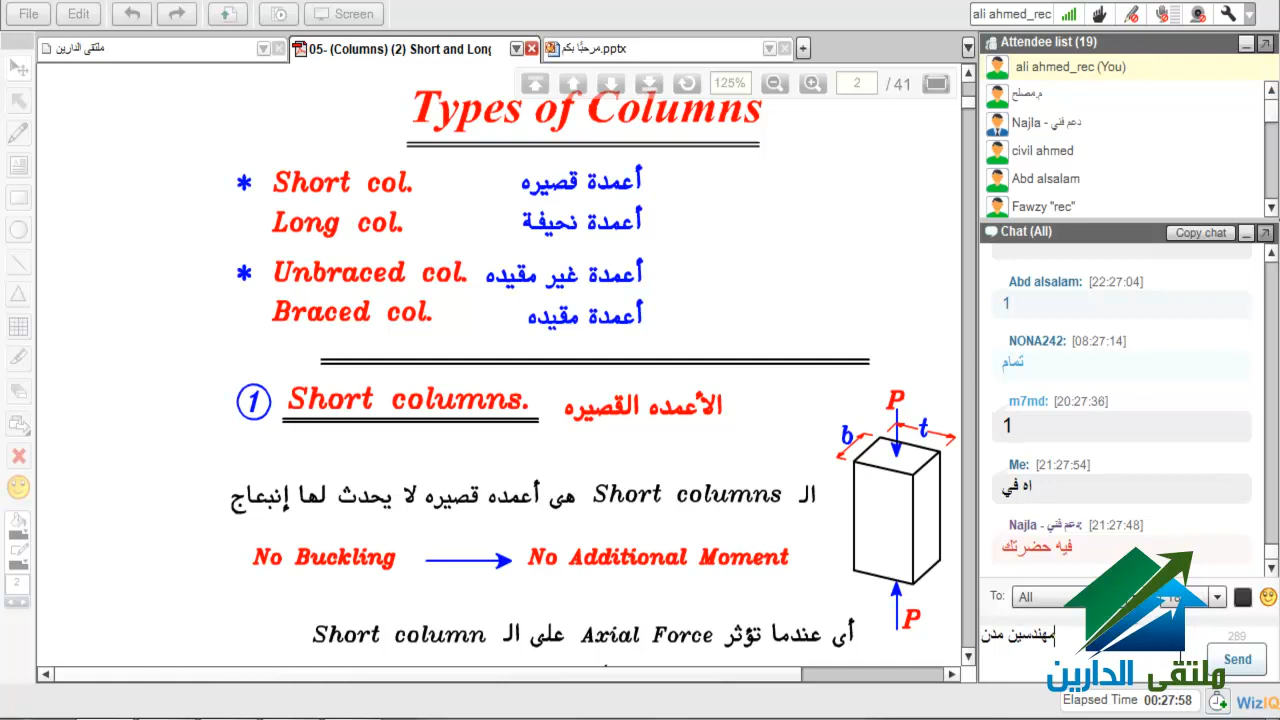 File Edit Screen
ali ahmed_rec
ملتقى الدارين
05- (Columns) (2) Short and Long
مرحبًا بكم.pptx
125%
2 / 41
Types of Columns
* Short col. أعمدة قصيره
Long col. أعمدة نحيفة
* Unbraced col. أعمدة غير مقيده
Braced col. أعمدة مقيده
1 Short columns. الأعمده القصيره
P
b
t
الـ Short columns هى أعمده قصيره لا يحدث لها إنبعاج
No Buckling No Additional Moment
P
أى عندما تؤثر Axial Force على الـ Short column
2
Attendee list (19)
ali ahmed_rec (You)
م.مصلح
Najla - دعم فني
civil ahmed
Abd alsalam
Fawzy "rec"
Chat (All)
Copy chat
Abd alsalam: [22:27:04]
1
NONA242: [08:27:14]
تمام
m7md: [20:27:36]
1
Me: [21:27:54]
اه في
Najla - دعم فني: [21:27:48]
فيه حضرتك
To: All
مهندسين مدن
289
Send
ملتقى الدارين
Elapsed Time 00:27:58
WizIQ